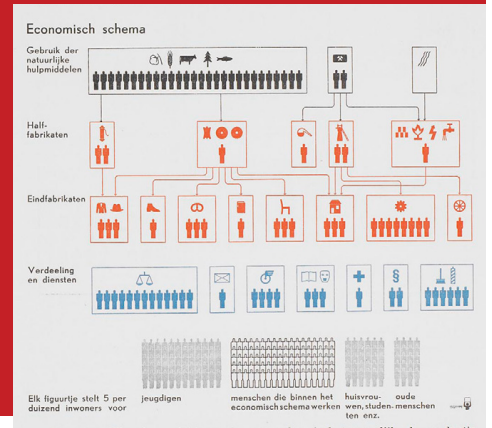 Economisch schema
Gebruik der
natuurlijke
hulpmiddelen
Half-
fabrikaten
Eindfabrikaten
Verdeeling
en diensten
§
Elk figuurtje stelt 5 per
duizend inwoners voor
jeugdigen
menschen die binnen het
economisch schema werken
huisvrou-
wen, studen-
ten enz.
oude
menschen